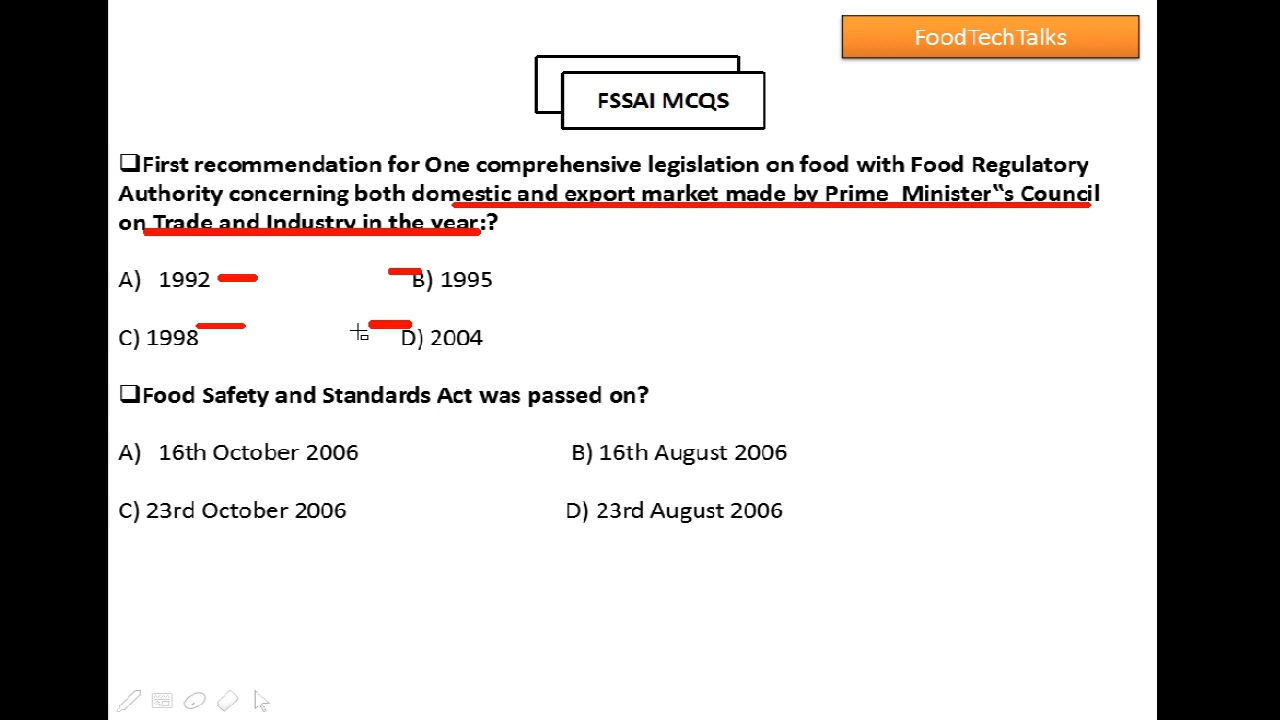 FoodTechTalks
FSSAI MCQS
❑First recommendation for One comprehensive legislation on food with Food Regulatory
Authority concerning both domestic and export market made by Prime Minister‟s Council
on Trade and Industry in the year:?
A) 1992 B) 1995
C) 1998 D) 2004
❑Food Safety and Standards Act was passed on?
A) 16th October 2006 B) 16th August 2006
C) 23rd October 2006 D) 23rd August 2006